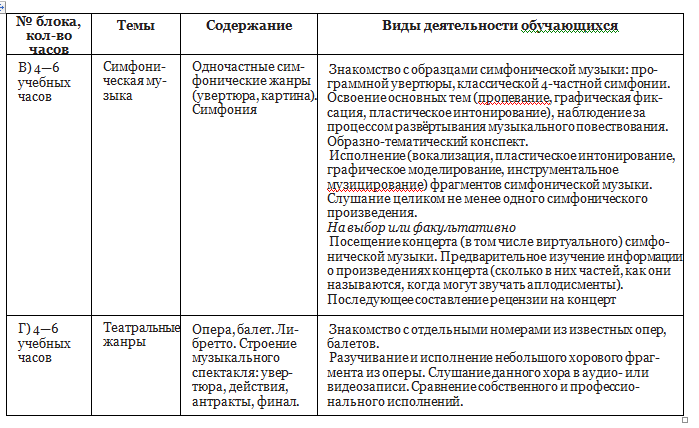 № блока,
кол-во
часов
Темы
Содержание
Виды деятельности обучающихся
В) 4—6
учебных
часов
Симфони-
ческая му-
зыка
Одночастные сим-
фонические жанры
(увертюра, картина).
Симфония
Знакомство с образцами симфонической музыки: про-
граммной увертюры, классической 4-частной симфонии.
Освоение основных тем (пропевание, графическая фик-
сация, пластическое интонирование), наблюдение за
процессом развёртывания музыкального повествования.
Образно-тематический конспект.
Исполнение (вокализация, пластическое интонирование,
графическое моделирование, инструментальное
музицирование) фрагментов симфонической музыки.
Слушание целиком не менее одного симфонического
произведения.
На выбор или факультативно
Посещение концерта (в том числе виртуального) симфо-
нической музыки. Предварительное изучение информации
о произведениях концерта (сколько в них частей, как они
называются, когда могут звучать аплодисменты).
Последующее составление рецензии на концерт
Г) 4—6
учебных
часов
Театральные
жанры
Опера, балет. Ли-
бретто. Строение
музыкального
спектакля: увер-
тюра, действия,
антракты, финал.
Знакомство с отдельными номерами из известных опер,
балетов.
Разучивание и исполнение небольшого хорового фраг-
мента из оперы. Слушание данного хора в аудио- или
видеозаписи. Сравнение собственного и профессио-
нального исполнений.